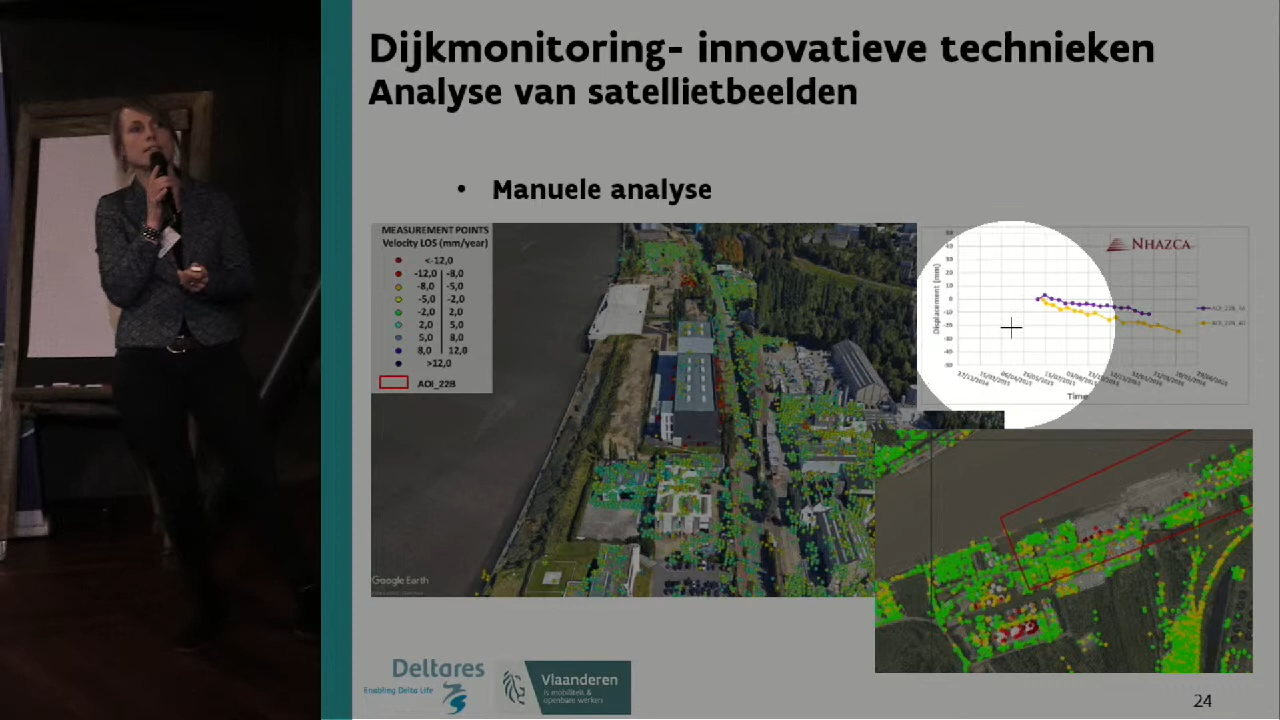 Dijkmonitoring- innovatieve technieken
Analyse van satellietbeelden
• Manuele analyse
MEASUREMENT POINTS
Velocity LOS (mm/year)
<-12,0
-12,0 -8,0
-8,0 -5,0
-5,0 -2,0
-2,0 2,0
2,0 5,0
5,0 8,0
8,0 12,0
>12,0
AOI_22B
Google Earth
NHAZCA
Displacement [mm]
Time
Deltares
Enabling Delta Life
Vlaanderen
is mobiliteit &
openbare werken
24